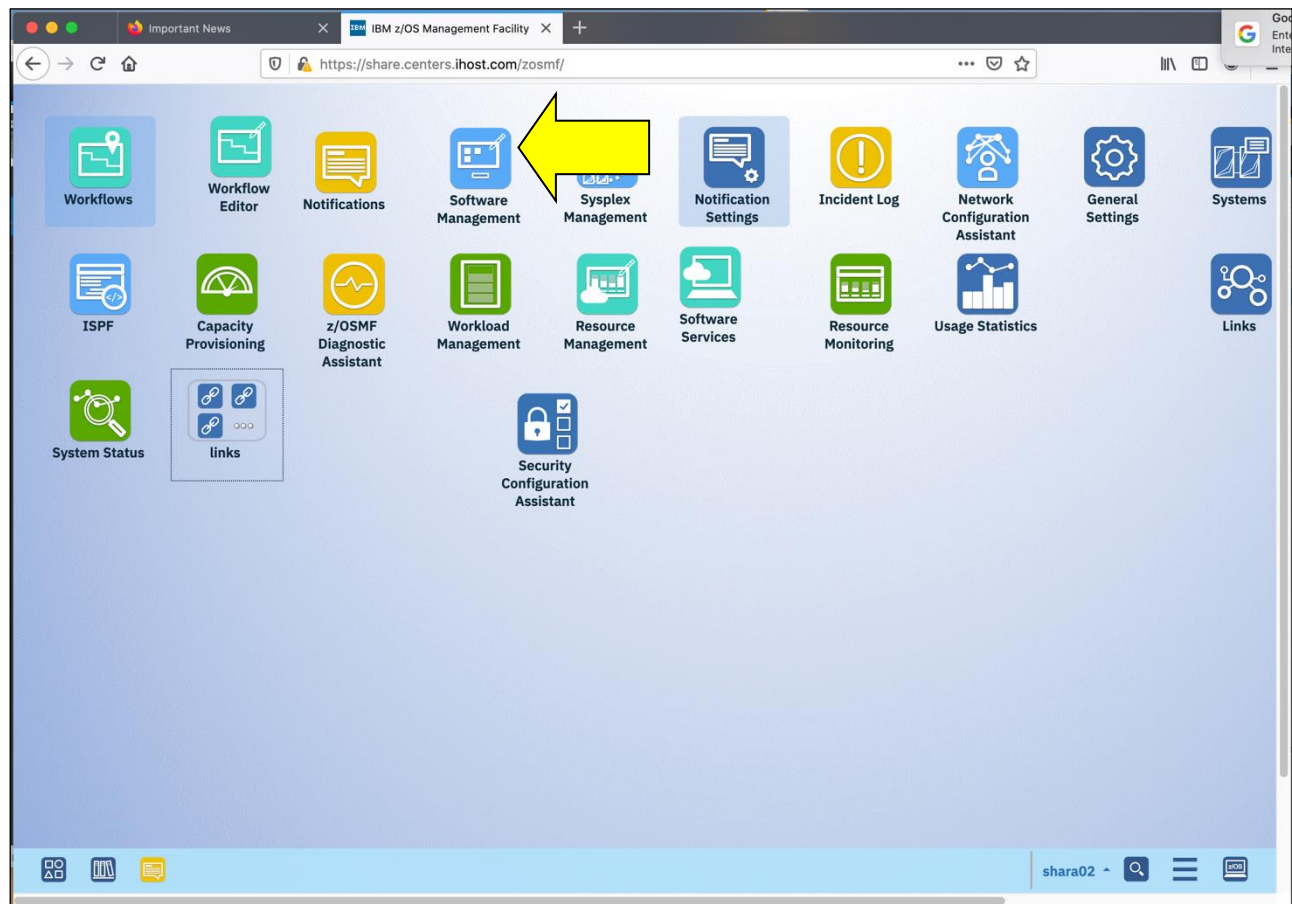 Important News
IBM
IBM z/OS Management Facility
G
https://share.centers.ihost.com/zosmf/
Workflows
Workflow
Editor
Notifications
Software
Management
Sysplex
Management
Notification
Settings
Incident Log
Network
Configuration
Assistant
General
Settings
Systems
ISPF
Capacity
Provisioning
z/OSMF
Diagnostic
Assistant
Workload
Management
Resource
Management
Software
Services
Resource
Monitoring
Usage Statistics
Links
System Status
links
Security
Configuration
Assistant
shara02
z/OS